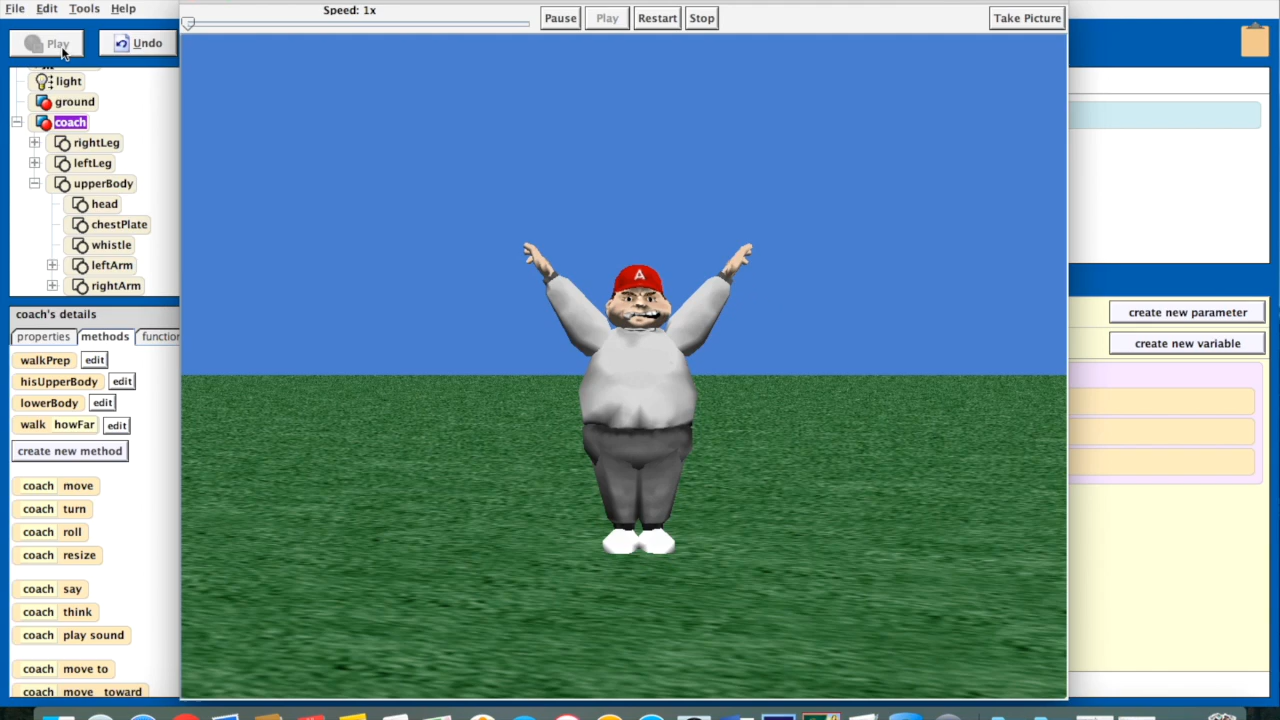 File Edit Tools Help
Speed: 1x
Pause Play Restart Stop Take Picture
Play Undo
light
ground
coach
rightLeg
leftLeg
upperBody
head
chestPlate
whistle
leftArm
rightArm
A
coach's details
properties methods functio
walkPrep edit
hisUpperBody edit
lowerBody edit
walk howFar edit
create new method
coach move
coach turn
coach roll
coach resize
coach say
coach think
coach play sound
coach move to
coach move toward
create new parameter
create new variable